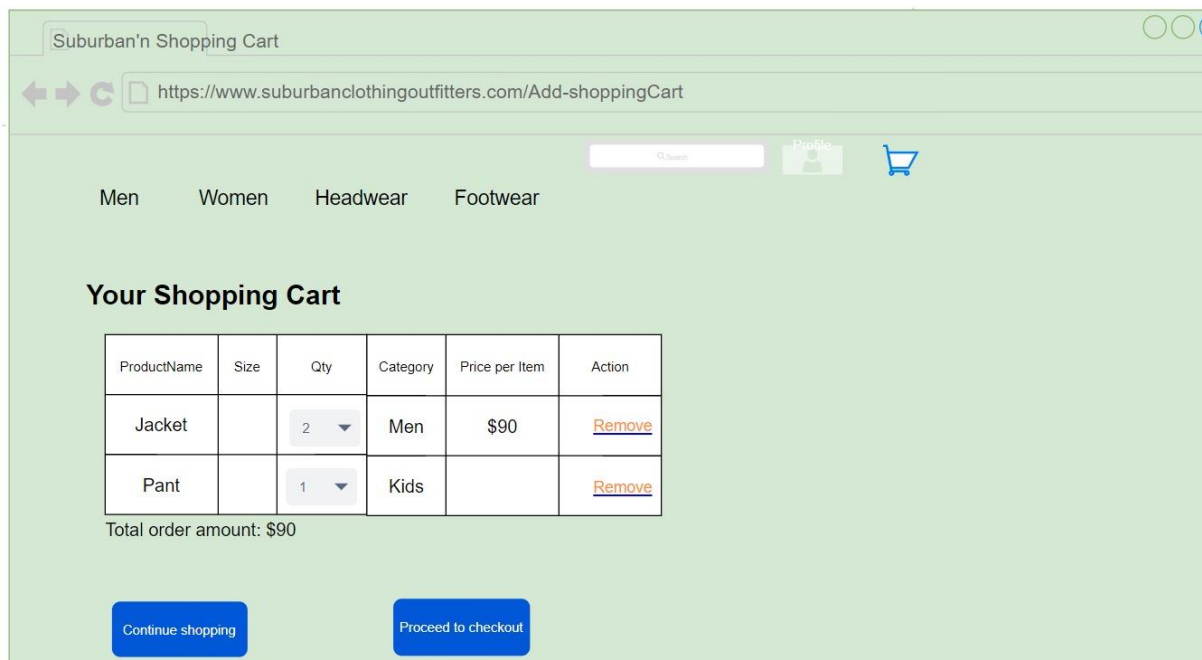 Suburban'n Shopping Cart
https://www.suburbanclothingoutfitters.com/Add-shoppingCart
Search
Profile
Men Women Headwear Footwear
Your Shopping Cart
ProductName Size Qty Category Price per Item Action
Jacket 2 Men $90 Remove
Pant 1 Kids Remove
Total order amount: $90
Continue shopping Proceed to checkout